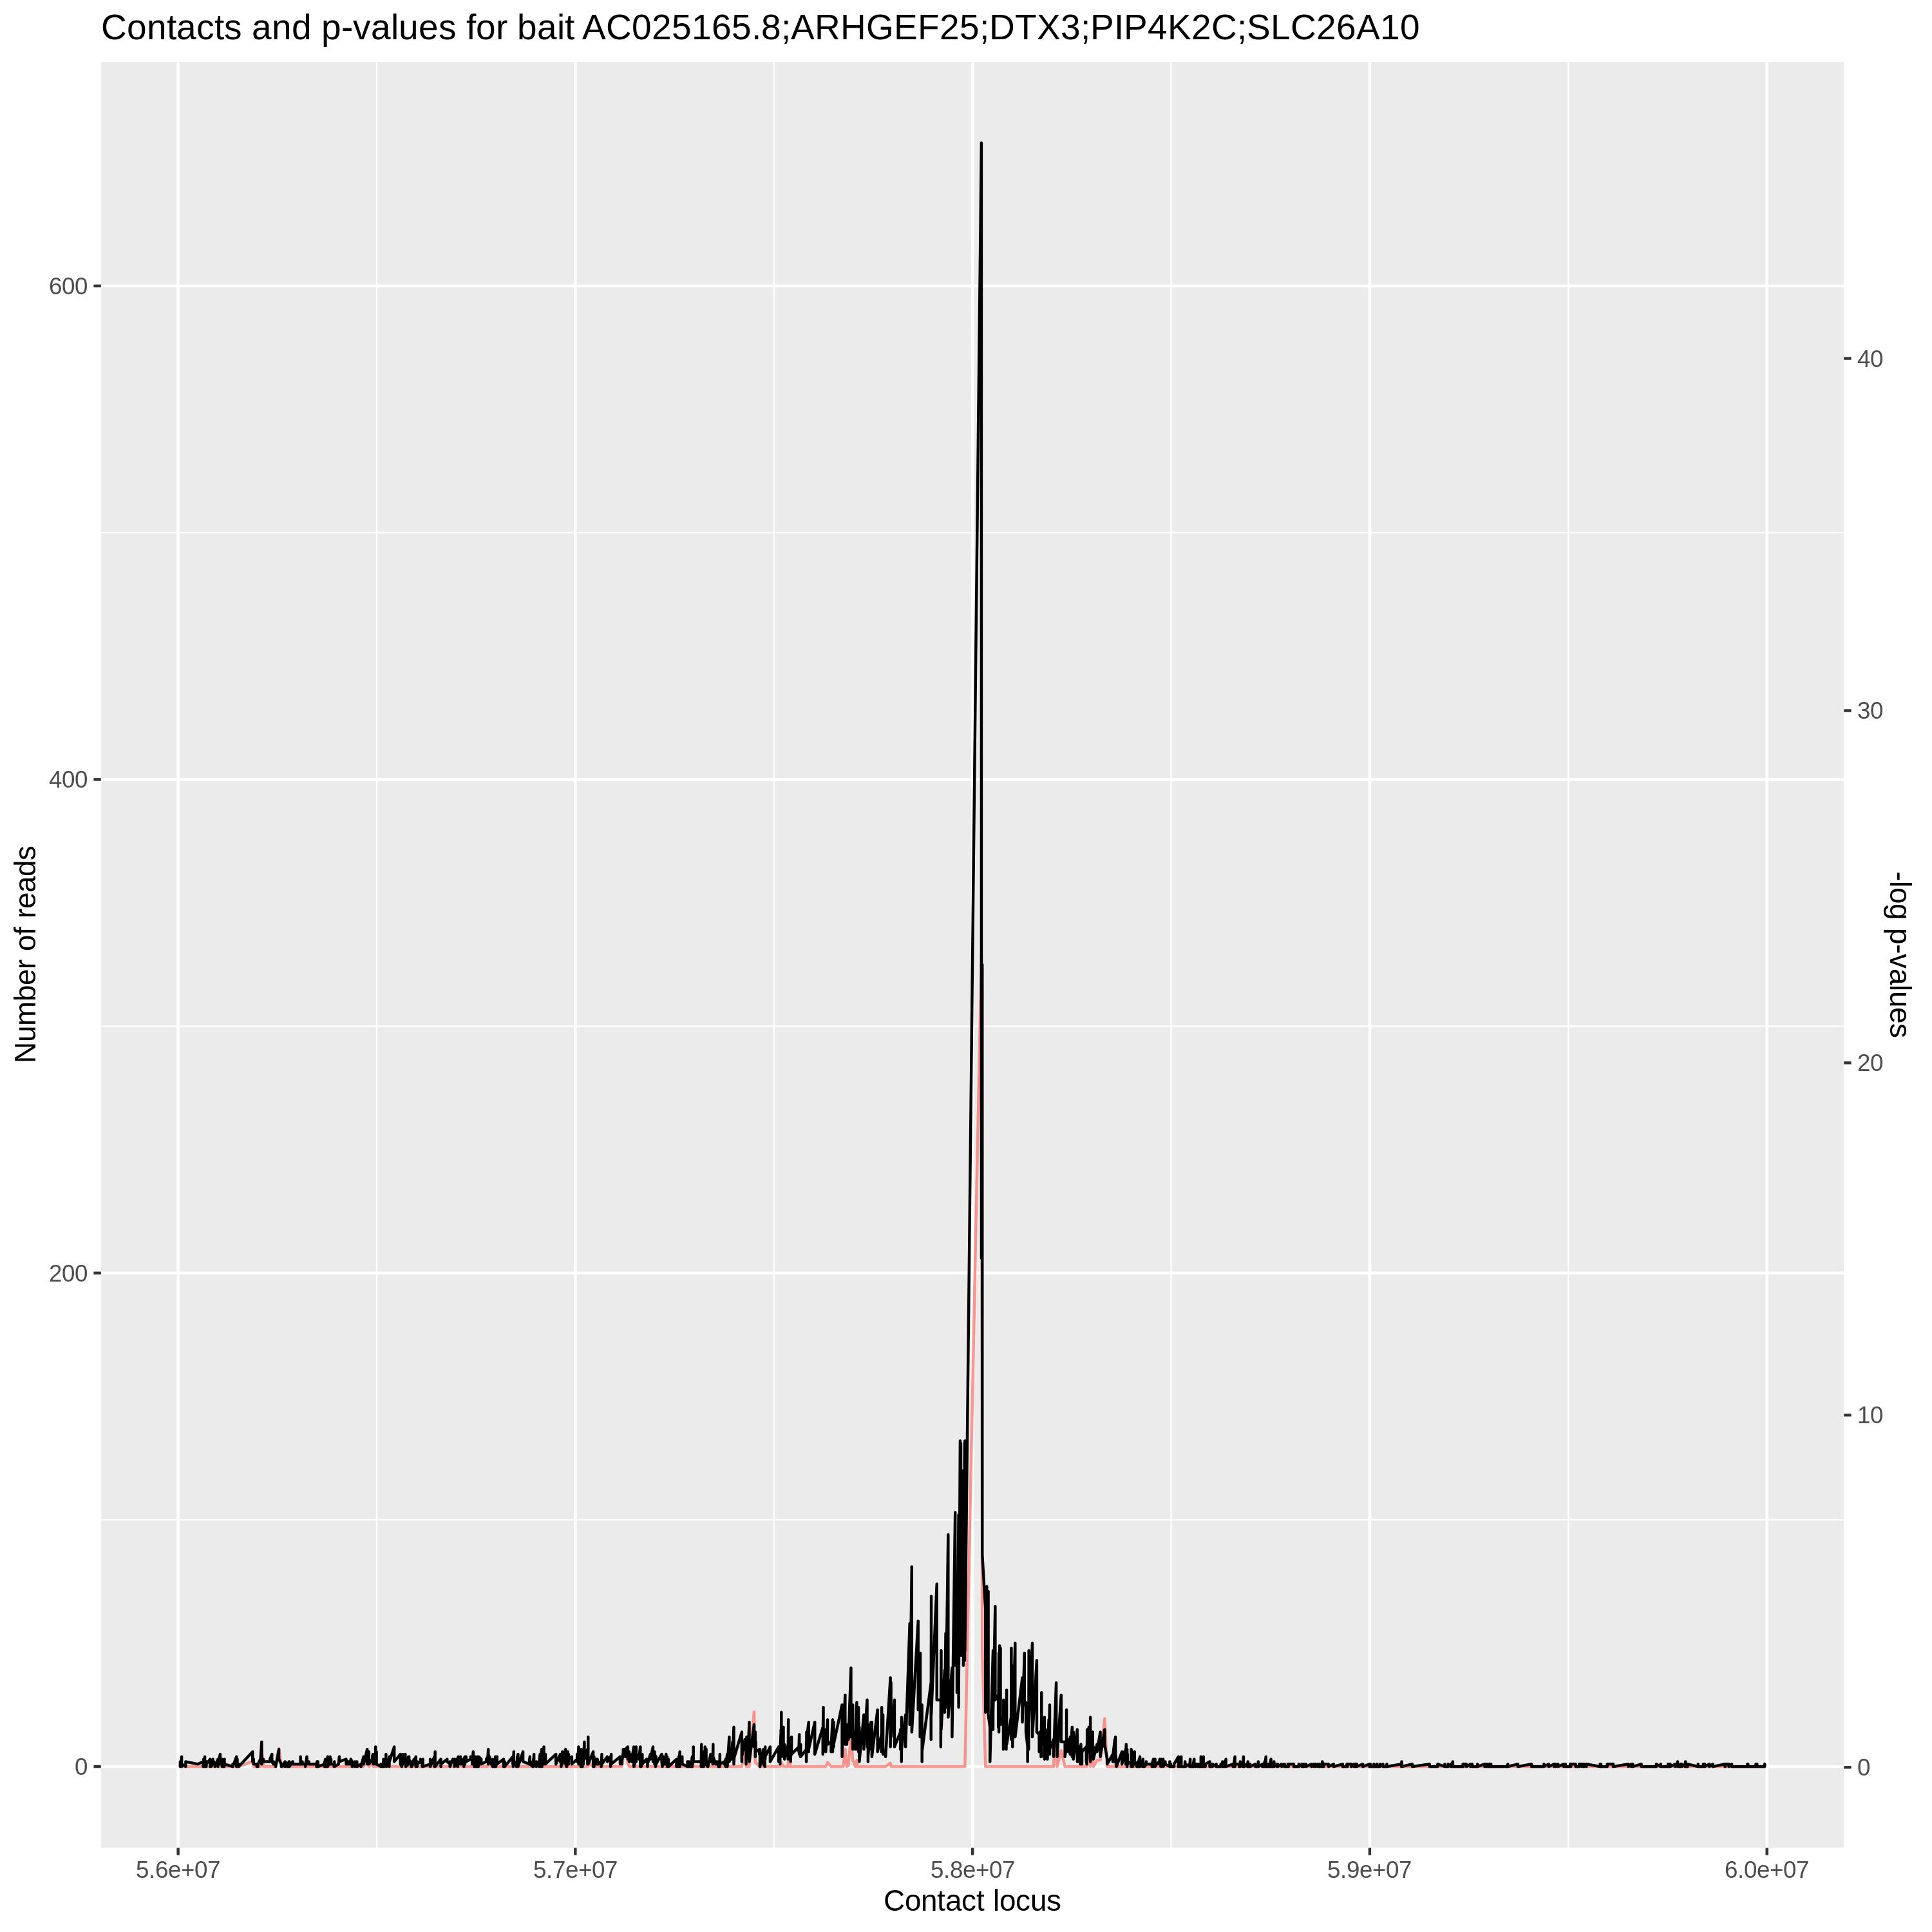 Contacts and p-values for bait AC025165.8;ARHGEF25;DTX3;PIP4K2C;SLC26A10
600
400
200
0
Number of reads
40
30
20
10
0
-log p-values
5.6e+07 5.7e+07 5.8e+07 5.9e+07 6.0e+07
Contact locus